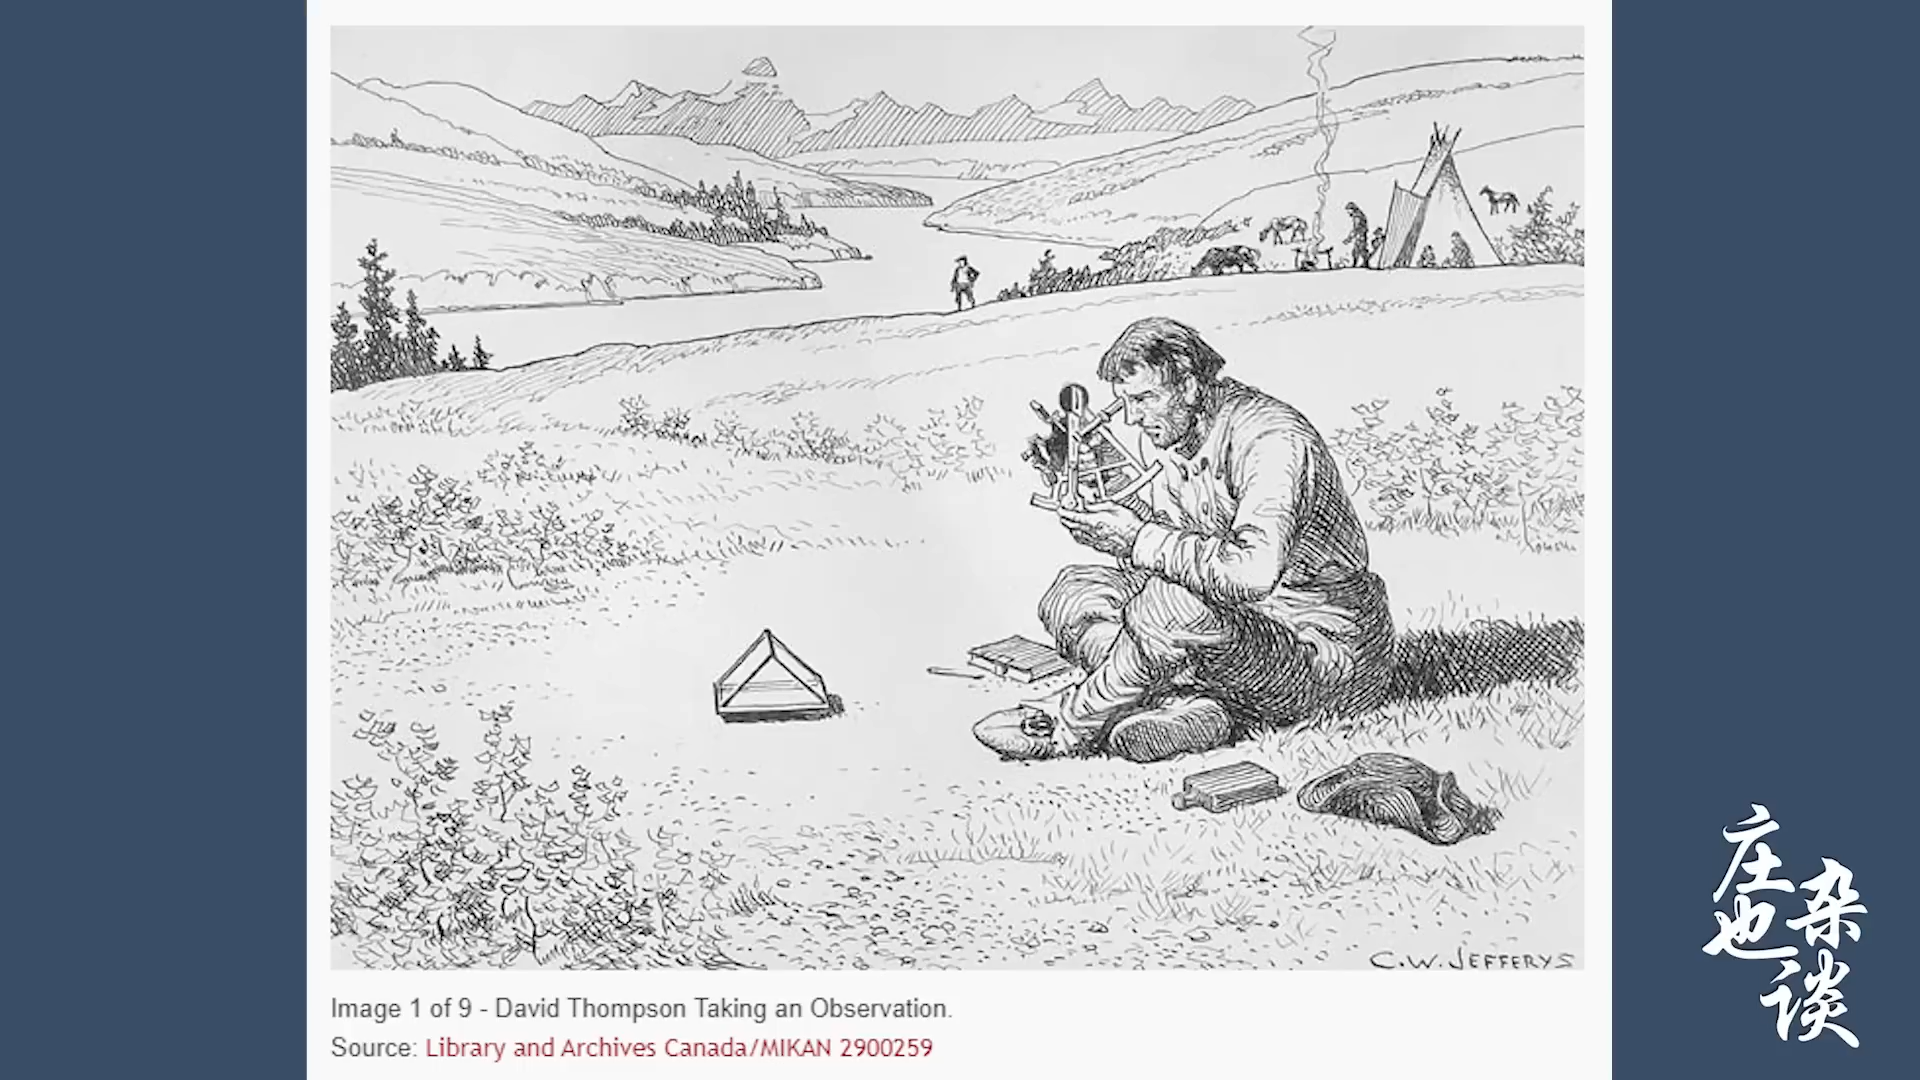 C.W. JEFFERYS
Image 1 of 9 - David Thompson Taking an Observation.
Source: Library and Archives Canada/MIKAN 2900259
庄也杂谈